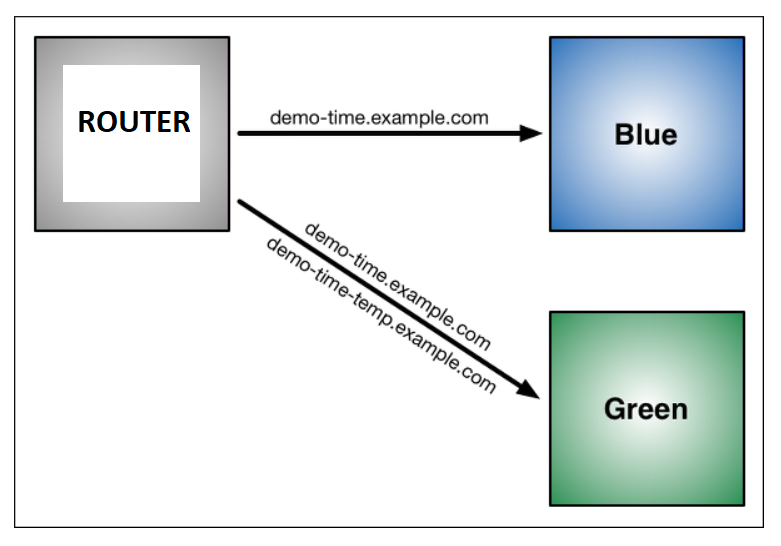 ROUTER
demo-time.example.com
Blue
demo-time.example.com
demo-time-temp.example.com
Green